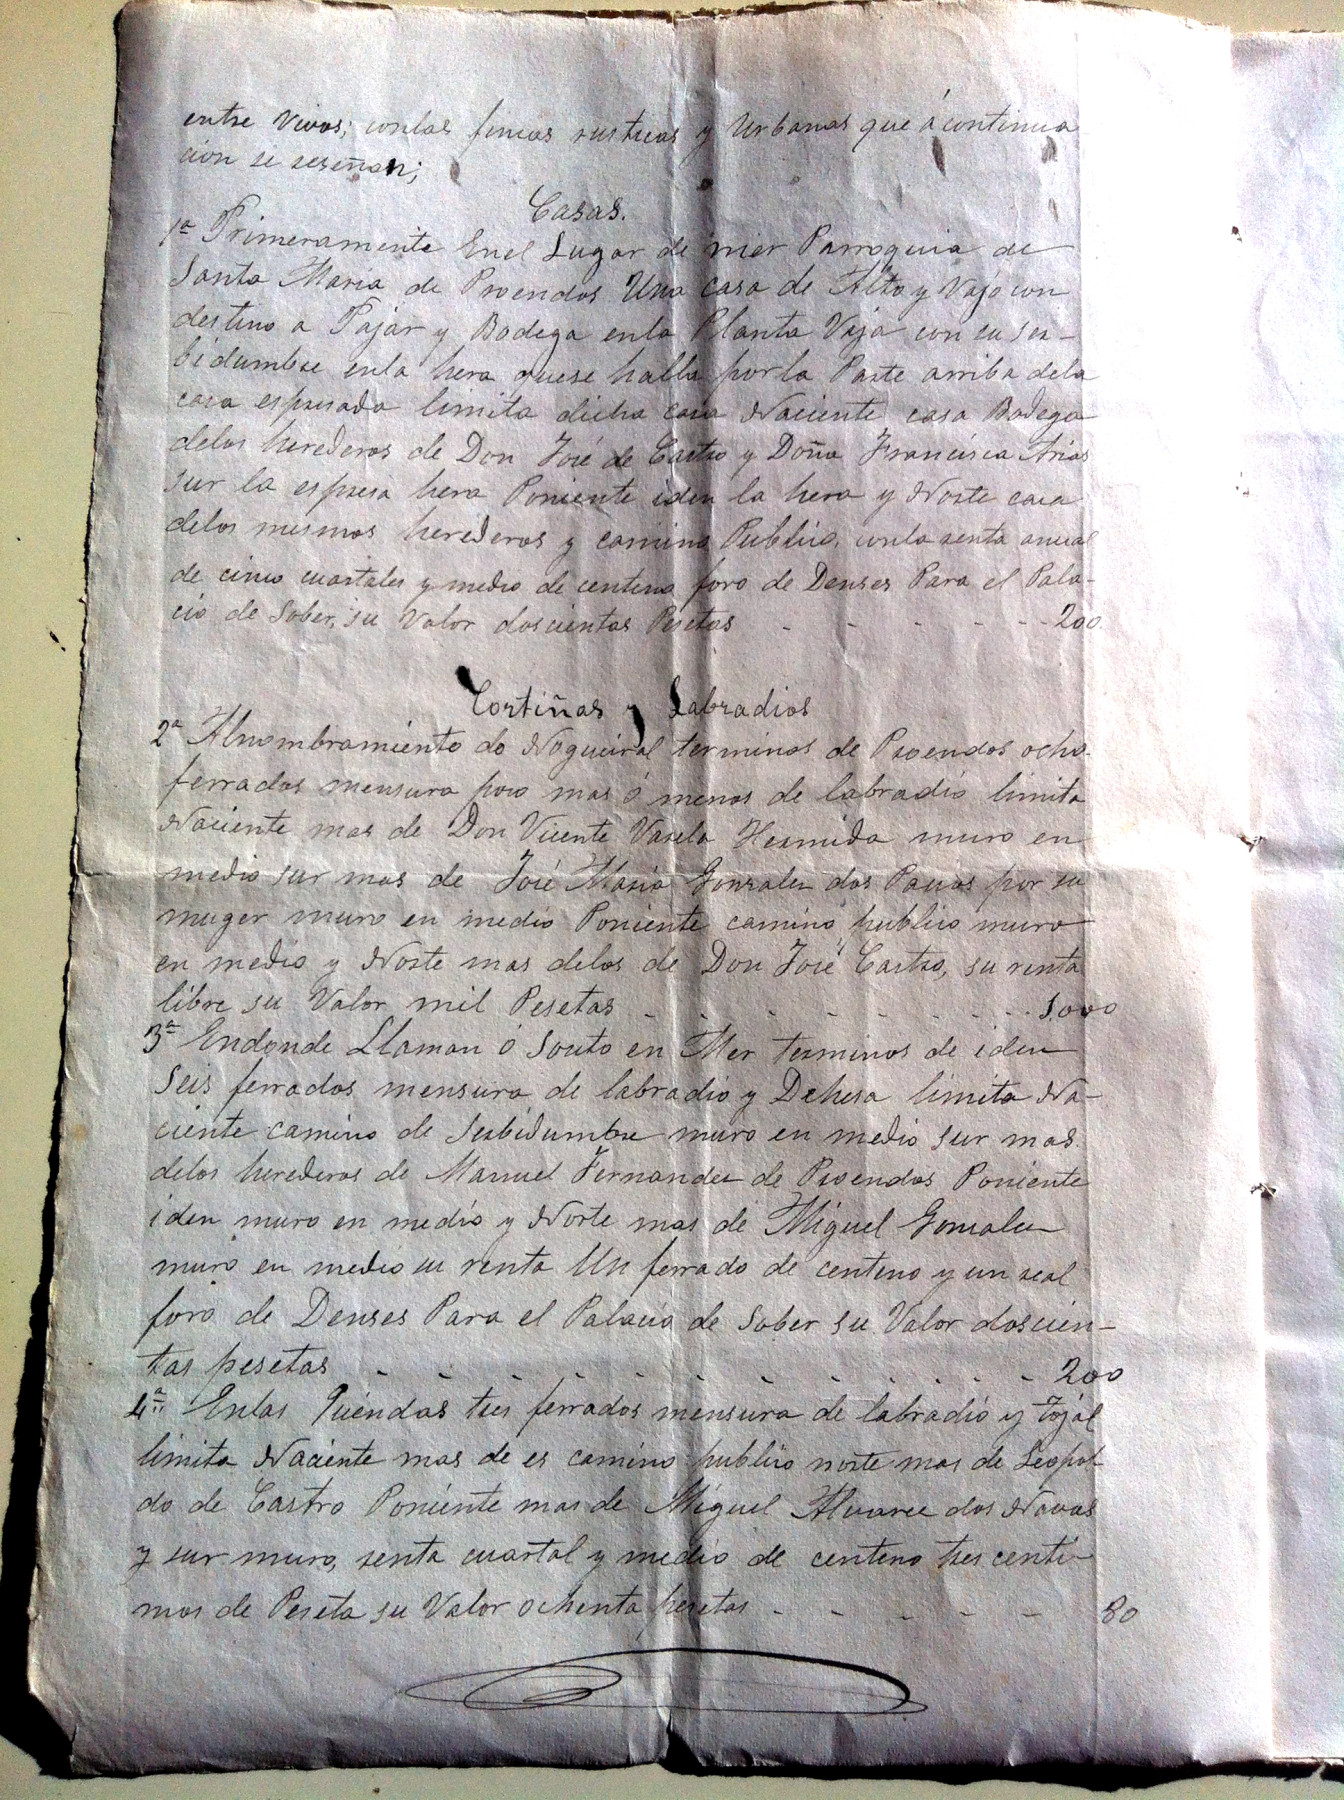 entre Vivos; conlas fincas rusticas y Urbanas que ó continua
cion se reseñan;
Casas.
1ª Primeramente Enel Lugar de mer Parroquia de
Santa Maria de Proendos Una casa de Alto y Vajo con
destino a Pajar y Bodega enla Planta Vaja con su ser-
bidumbre enla hera quese halla porla Parte arriba dela
casa espresada limita dicha casa Naciente casa Bodega
delos herederos de Don José de Castro y Doña Francisca Arias
sur la espresa hera Poniente iden la hera y Norte casa
delos mismos herederos y camino Publico, conla renta anual
de cinco cuartales y medio de centeno foro de Denses Para el Pala-
cio de Sober, su Valor doscientas Pesetas - - - - - - 200
Cortiñas y Labradios
2ª Alnombramiento do Nogueiral terminos de Proendos ocho
ferrados mensura poco mas ó menos de labradio limita
Naciente mas de Don Vicente Varela Hermida muro en
medio sur mas de José Maria Gonzalez dos Pacios por su
muger muro en medio Poniente camino publico muro
en medio y Norte mas delos de Don José Castro, su renta
libre su Valor mil Pesetas - - - - - - - - 1.000
3ª Endonde Llaman ó Souto en Mer terminos de iden
Seis ferrados mensura de labradio y Dehesa limita Na-
ciente camino de Serbidumbre muro en medio sur mas
delos herederos de Manuel Fernandez de Proendos Poniente
iden muro en medio y Norte mas de Miguel Gonzalez
muro en medio su renta Un ferrado de centeno y un real
foro de Denses Para el Palacio de Sober su Valor doscien-
tas pesetas - - - - - - - - - - - - 200
4ª Enlas Quendas tres ferrados mensura de labradio y tojal
limita Naciente mas de es camino publico norte mas de Leopol
do de Castro Poniente mas de Miguel Alvarez dos Novas
y sur muro, renta cuartal y medio de centeno tres centi-
mos de Peseta su Valor ochenta pesetas - - - - - 80